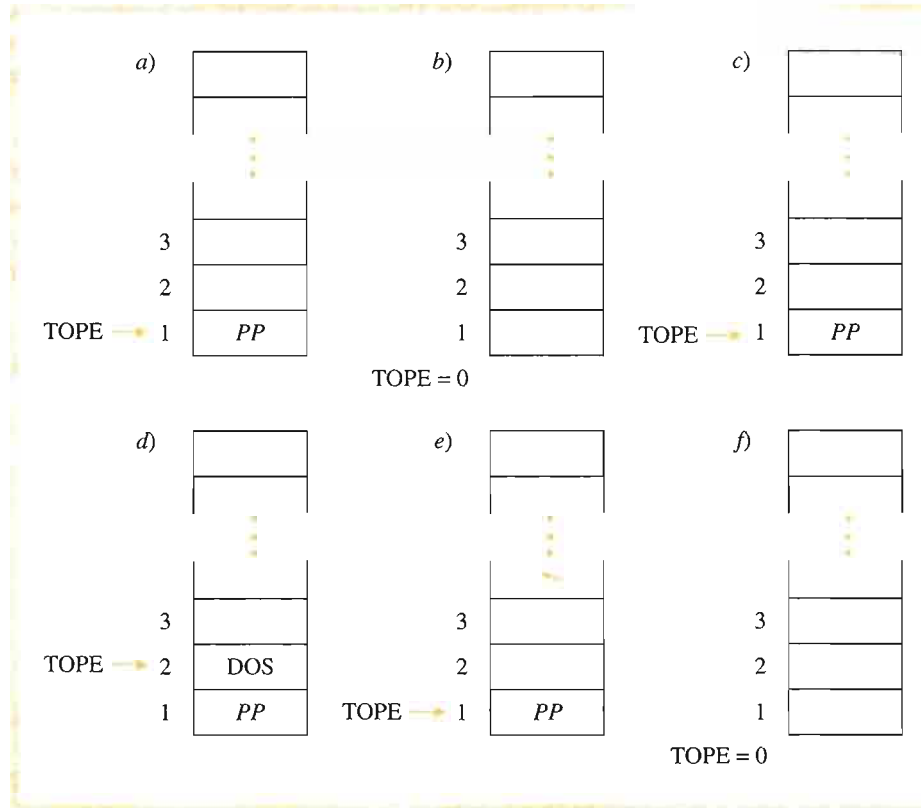 a) b) c)
3 3 3
2 2 2
TOPE 1 PP 1 TOPE 1 PP
TOPE = 0
d) e) f)
3 3 3
TOPE 2 DOS 2 2
1 PP TOPE 1 PP 1
TOPE = 0